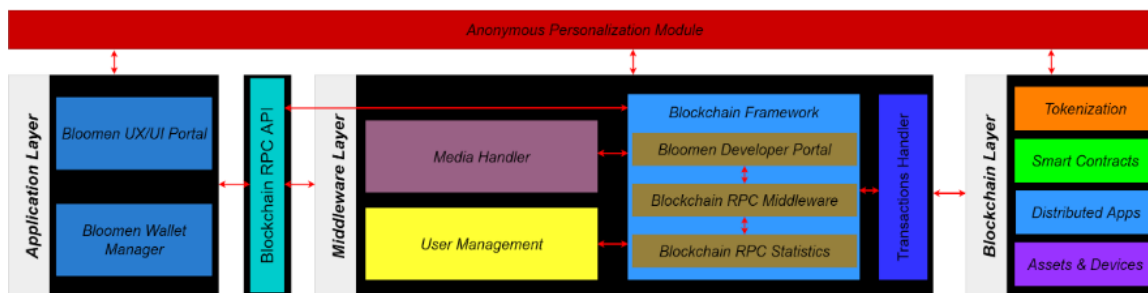 Anonymous Personalization Module
Application Layer
Bloomen UX/UI Portal
Bloomen Wallet
Manager
Blockchain RPC API
Middleware Layer
Media Handler
User Management
Blockchain Framework
Bloomen Developer Portal
Blockchain RPC Middleware
Blockchain RPC Statistics
Transactions Handler
Blockchain Layer
Tokenization
Smart Contracts
Distributed Apps
Assets & Devices